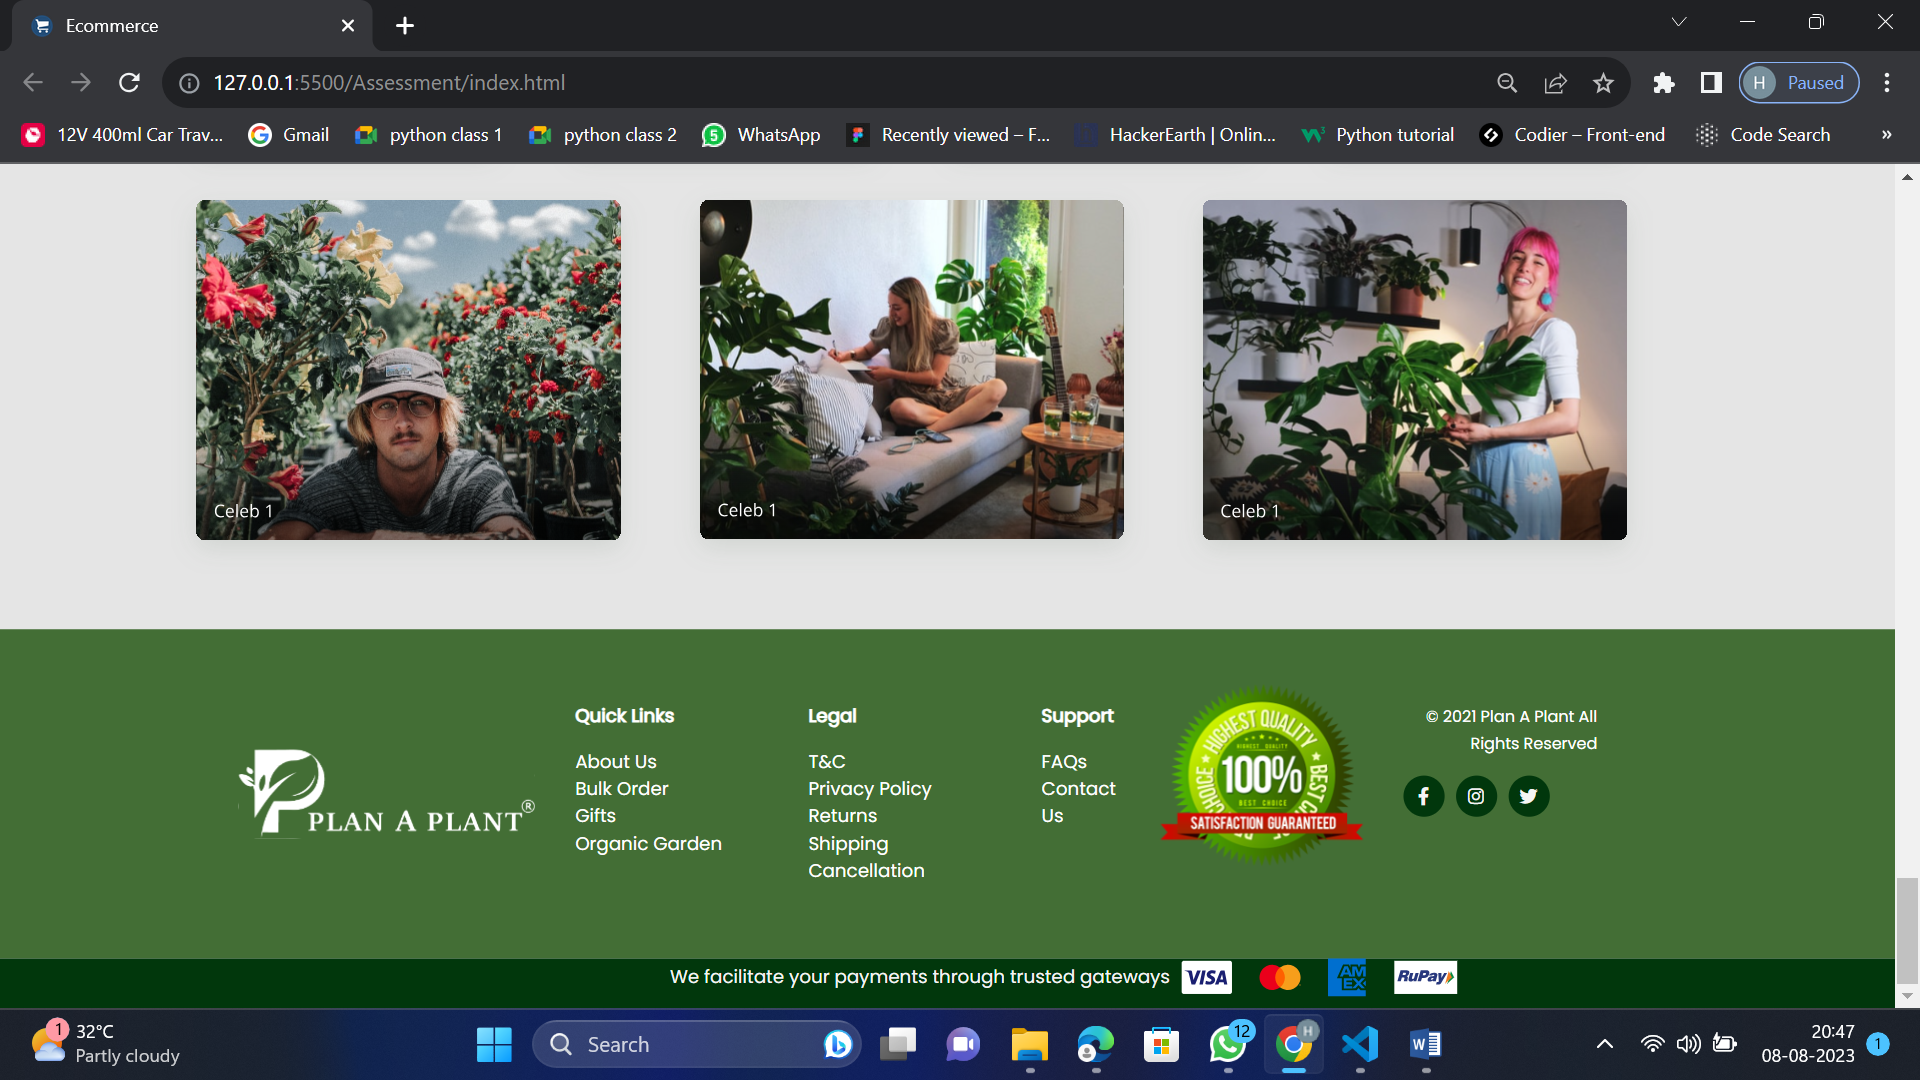 Ecommerce
127.0.0.1:5500/Assessment/index.html
H Paused
12V 400ml Car Trav...
Gmail
python class 1
python class 2
WhatsApp
Recently viewed – F...
HackerEarth | Onlin...
Python tutorial
Codier – Front-end
Code Search
»
Celeb 1
Celeb 1
Celeb 1
PLAN A PLANT®
Quick Links
About Us
Bulk Order
Gifts
Organic Garden
Legal
T&C
Privacy Policy
Returns
Shipping
Cancellation
Support
FAQs
Contact
Us
HIGHEST QUALITY
HIGHEST QUALITY
100%
BEST CHOICE
SATISFACTION GUARANTEED
© 2021 Plan A Plant All
Rights Reserved
We facilitate your payments through trusted gateways
VISA
AM
EX
RuPay
1
32°C
Partly cloudy
Search
12
H
20:47
08-08-2023
1